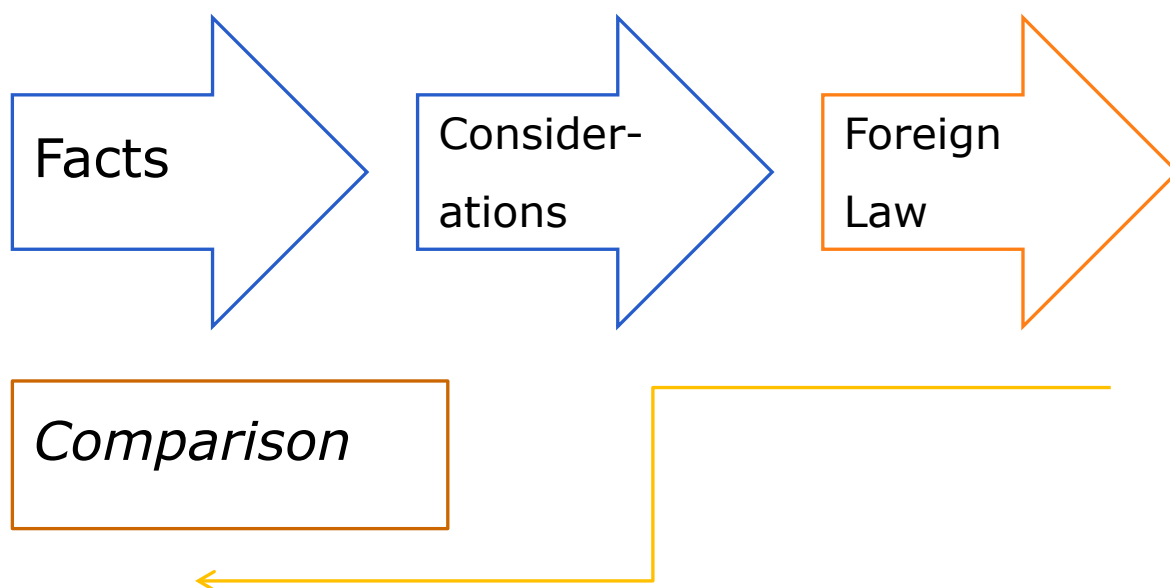 Facts
Consider-
ations
Foreign
Law
Comparison